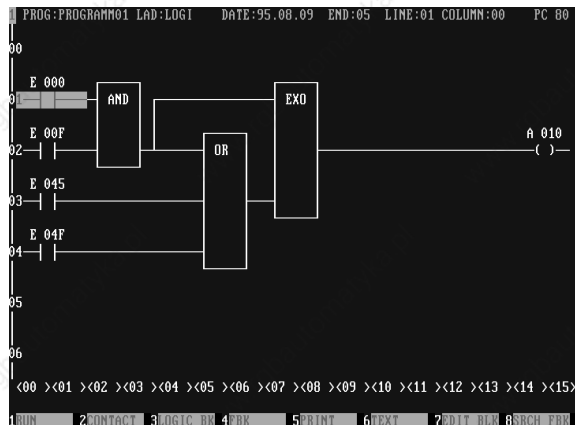 1 PROG:PROGRAMM01 LAD:LOGI DATE:95.08.09 END:05 LINE:01 COLUMN:00 PC 80
00
E 000
01 AND EXO
E 00F A 010
02 OR ( )
E 045
03
E 04F
04
05
06
<00 ><01 ><02 ><03 ><04 ><05 ><06 ><07 ><08 ><09 ><10 ><11 ><12 ><13 ><14 ><15>
1RUN 2CONTACT 3LOGIC BK 4FBK 5PRINT 6TEXT 7EDIT BLK 8SRCH FBK